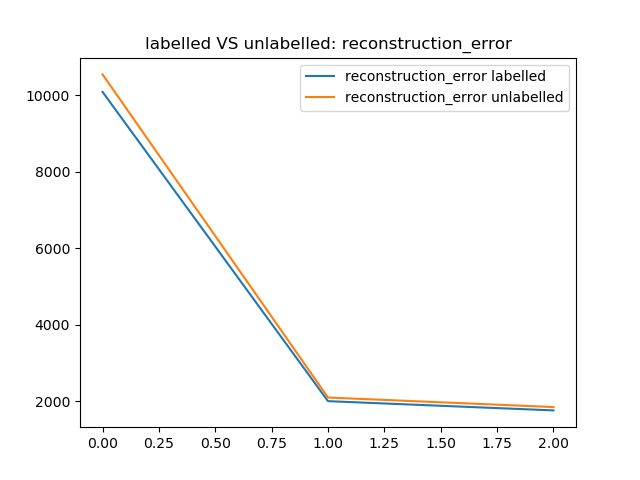 labelled VS unlabelled: reconstruction_error
reconstruction_error labelled
reconstruction_error unlabelled
10000
8000
6000
4000
2000
0.00 0.25 0.50 0.75 1.00 1.25 1.50 1.75 2.00